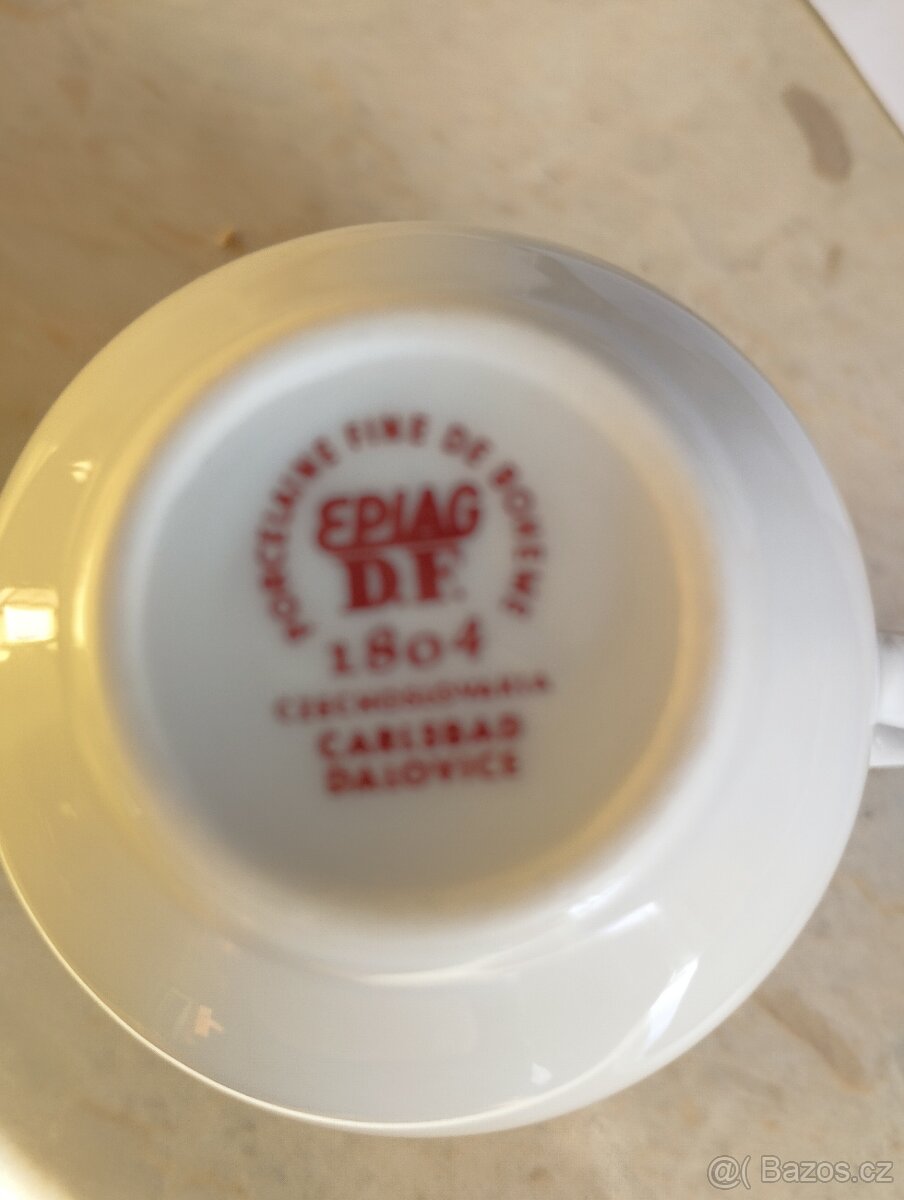 PORCELAINE FINE DE BOHEME
EPIAG
D.F.
1804
CZECHOSLOVAKIA
CARLSBAD
DALOVICE
@( Bazos.cz